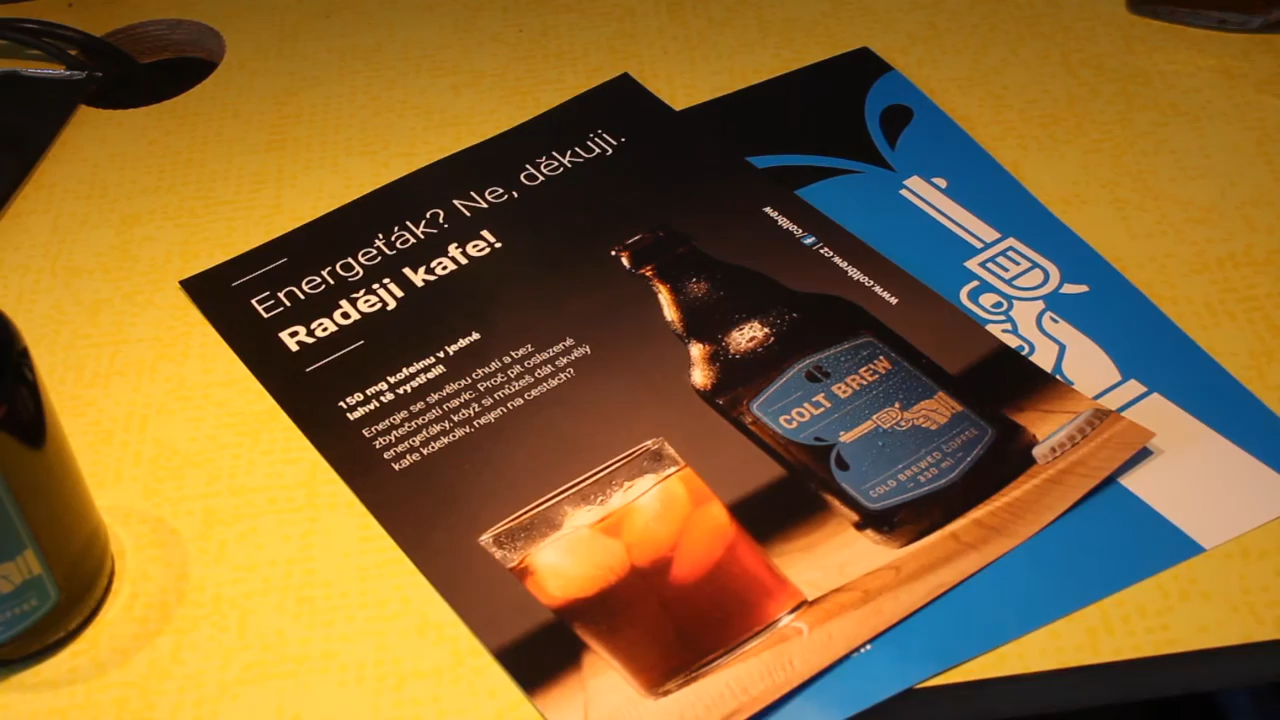 Energeťák? Ne, děkuji.
Raději kafe!
150 mg kofeinu v jedné
lahvi tě vystřelí!
Energie se skvělou chutí a bez
zbytečností navíc. Proč pít oslazené
energeťáky, když si můžeš dát skvělý
kafe kdekoliv, nejen na cestách?
www.coltbrew.cz | f/coltbrew
COLT BREW
COLD BREWED COFFEE
330 ml
COFFEE